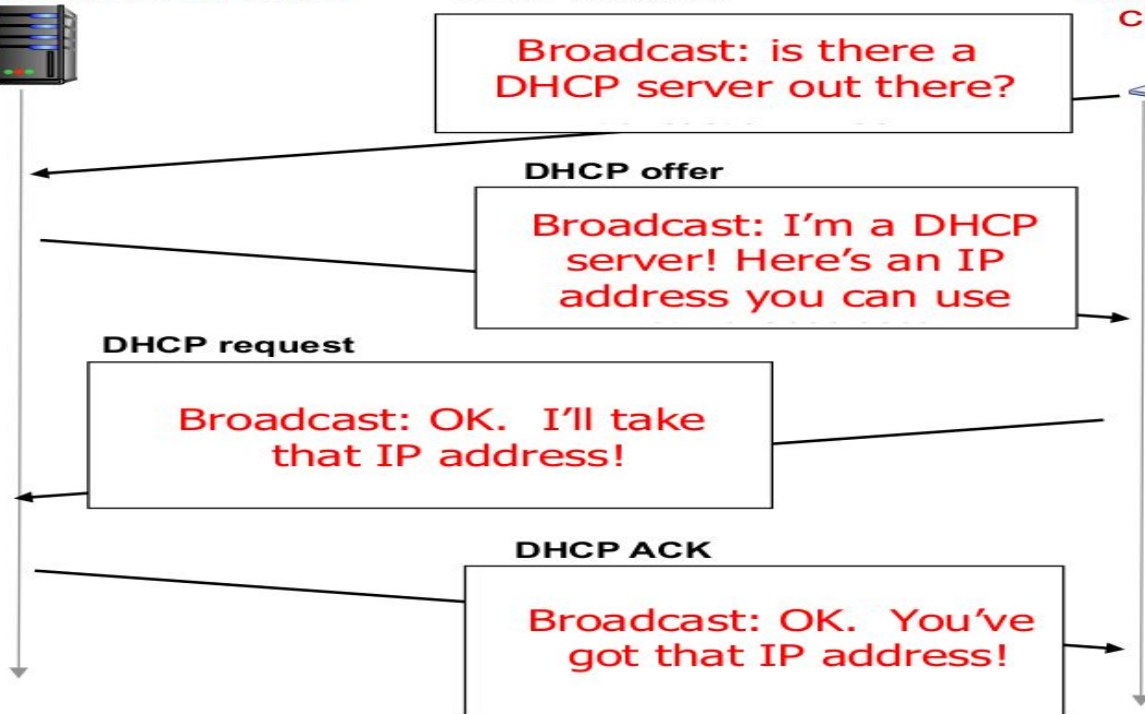 Broadcast: is there a
DHCP server out there?
DHCP offer
Broadcast: I’m a DHCP
server! Here’s an IP
address you can use
DHCP request
Broadcast: OK.  I’ll take
that IP address!
DHCP ACK
Broadcast: OK.  You’ve
got that IP address!